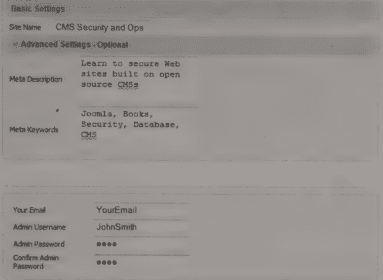 Basic Settings
Site Name CMS Security and Ops
Advanced Settings - Optional
Learn to secure Web
sites built on open
source CMSs
Meta Description
Joomla, Books,
Security, Database,
CMS
Meta Keywords
Your Email YourEmail
Admin Username JohnSmith
Admin Password ●●●●
Confirm Admin
Password ●●●●